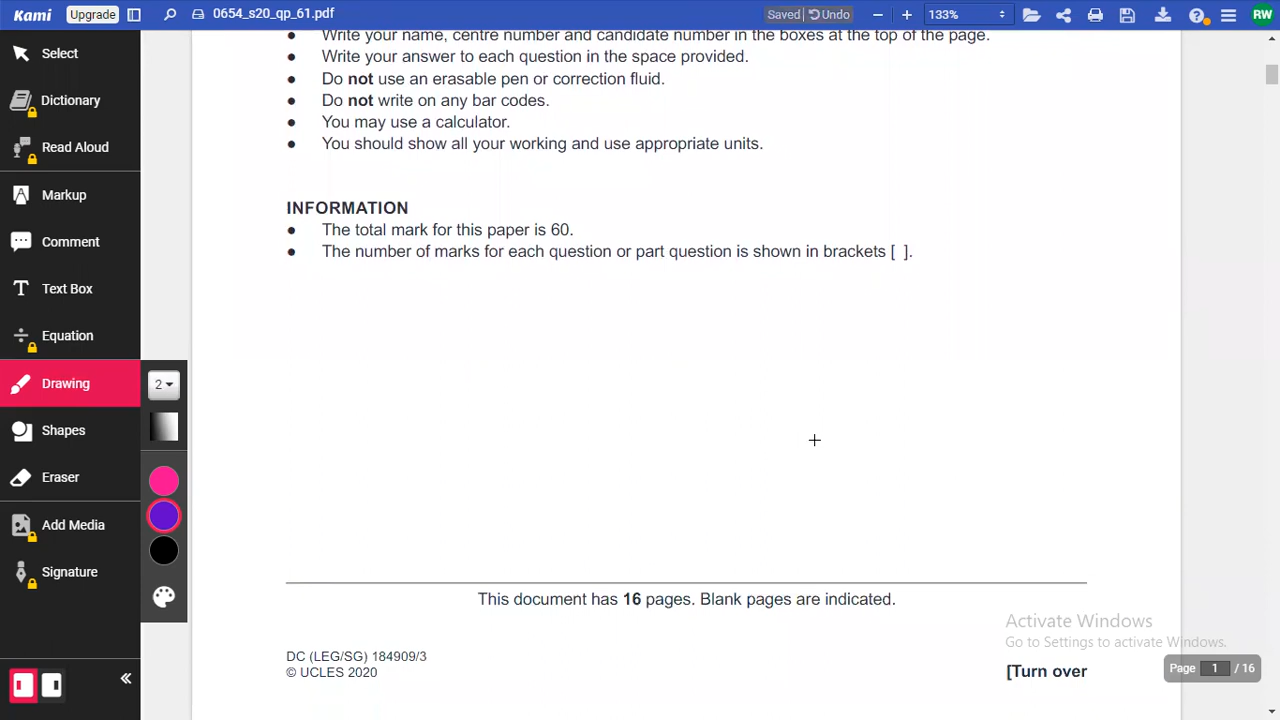 Kami
Upgrade
0654_s20_qp_61.pdf
Saved
Undo
133%
RW
Select
Dictionary
Read Aloud
Markup
Comment
Text Box
Equation
Drawing
Shapes
Eraser
Add Media
Signature
2
● Write your name, centre number and candidate number in the boxes at the top of the page.
● Write your answer to each question in the space provided.
● Do not use an erasable pen or correction fluid.
● Do not write on any bar codes.
● You may use a calculator.
● You should show all your working and use appropriate units.
INFORMATION
● The total mark for this paper is 60.
● The number of marks for each question or part question is shown in brackets [ ].
This document has 16 pages. Blank pages are indicated.
DC (LEG/SG) 184909/3
© UCLES 2020
[Turn over
Activate Windows
Go to Settings to activate Windows.
Page 1 / 16